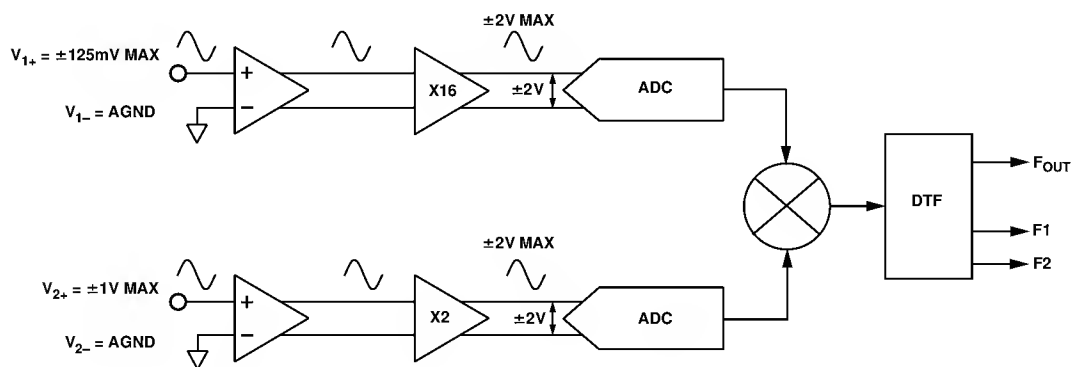 ±2V MAX
V1+ = ±125mV MAX
+
X16
±2V
ADC
V1– = AGND
–
DTF
FOUT
F1
F2
±2V MAX
V2+ = ±1V MAX
+
X2
±2V
ADC
V2– = AGND
–